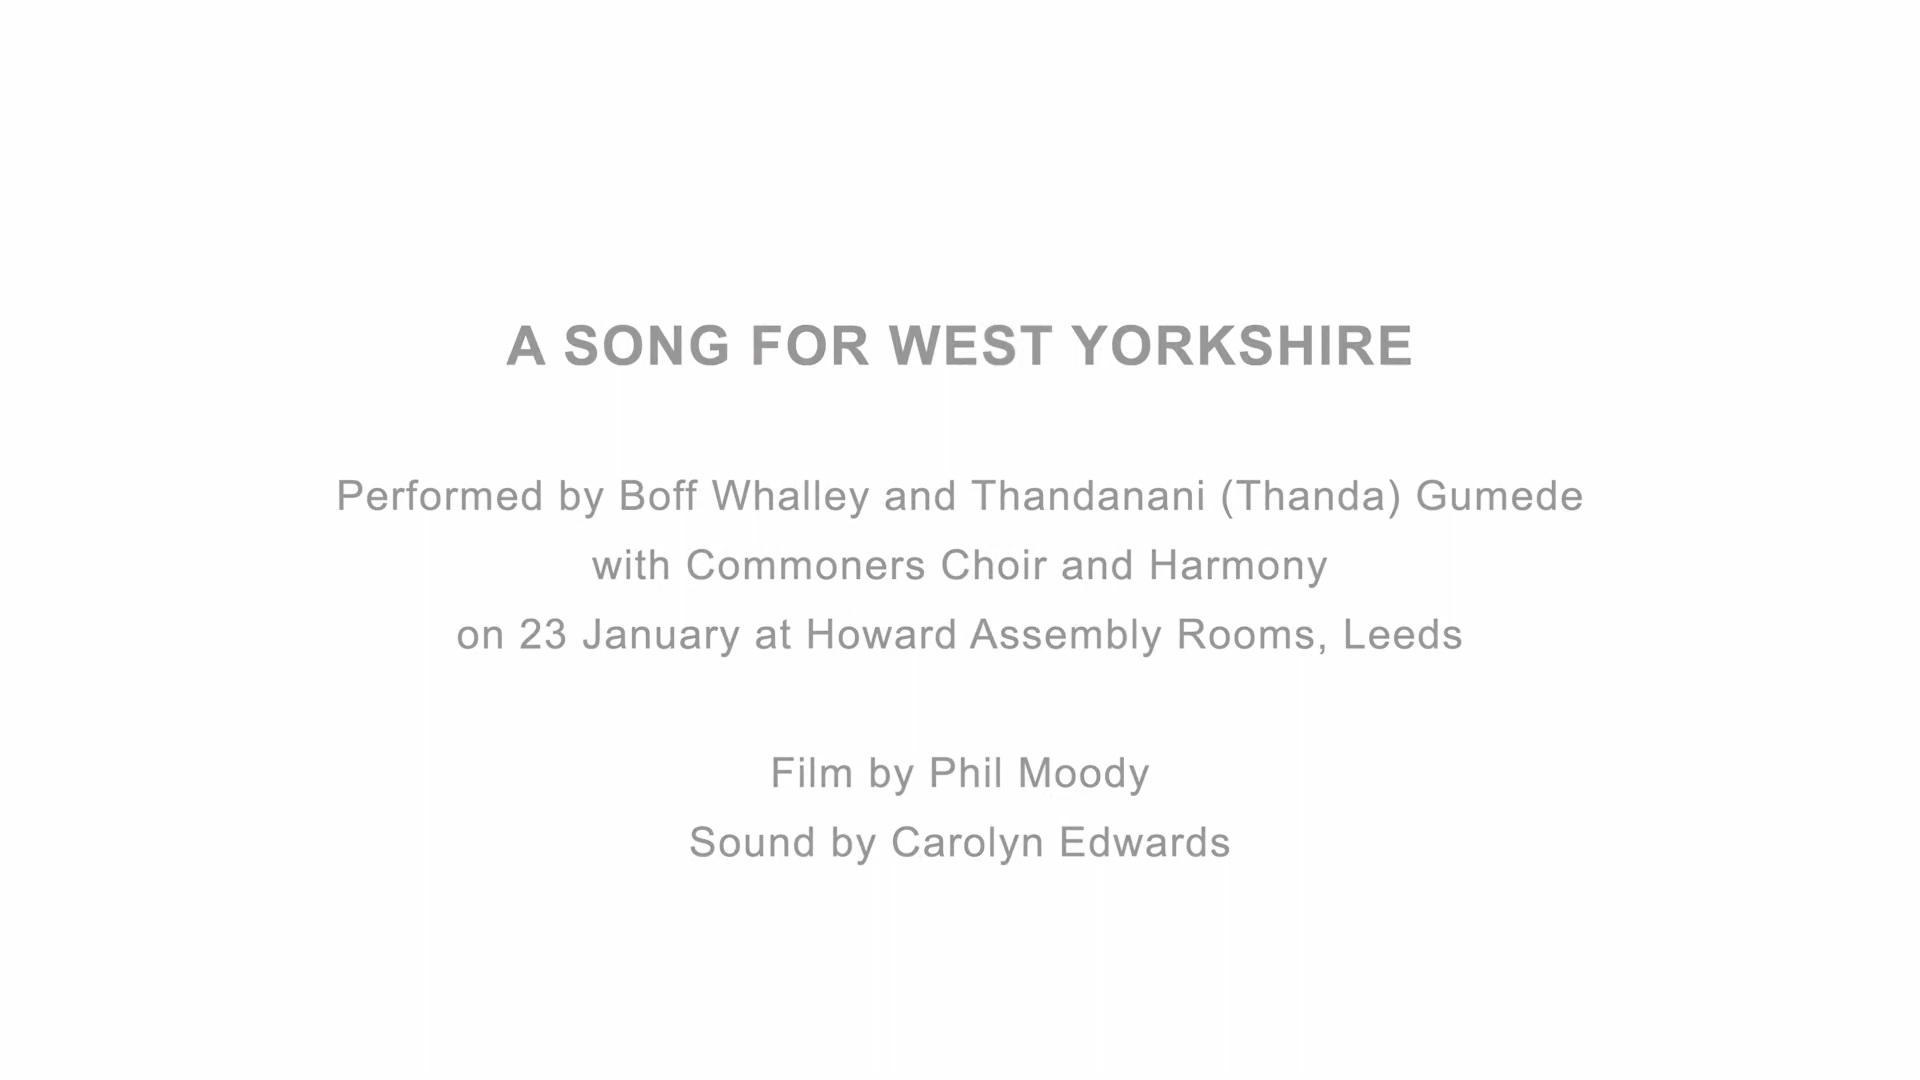 A SONG FOR WEST YORKSHIRE
Performed by Boff Whalley and Thandanani (Thanda) Gumede
with Commoners Choir and Harmony
on 23 January at Howard Assembly Rooms, Leeds
Film by Phil Moody
Sound by Carolyn Edwards